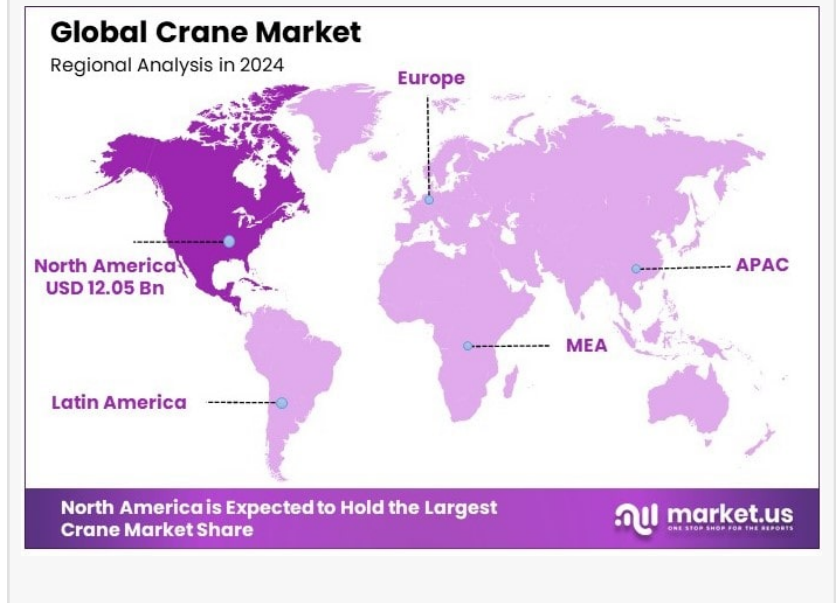 Global Crane Market
Regional Analysis in 2024
Europe
North America
USD 12.05 Bn
APAC
MEA
Latin America
North America is Expected to Hold the Largest
Crane Market Share
market.us
ONE STOP SHOP FOR THE REPORTS